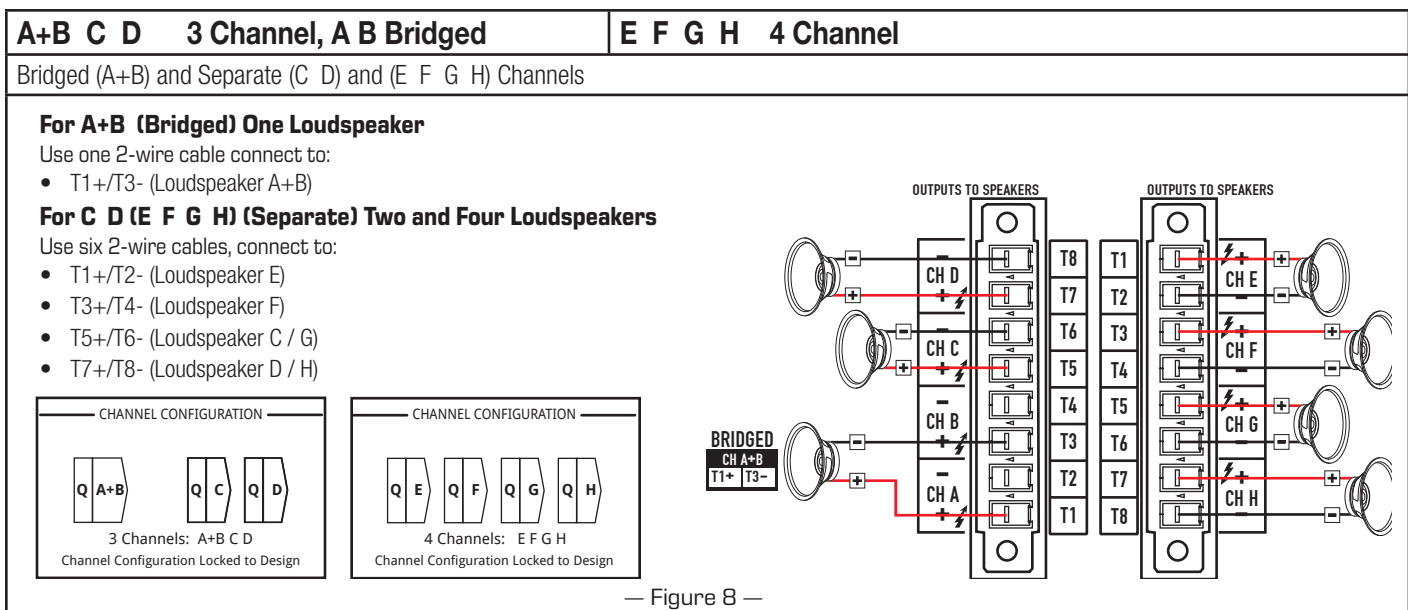 A+B C D 3 Channel, A B Bridged
E F G H 4 Channel
Bridged (A+B) and Separate (C D) and (E F G H) Channels
For A+B (Bridged) One Loudspeaker
Use one 2-wire cable connect to:
• T1+/T3- (Loudspeaker A+B)
For C D (E F G H) (Separate) Two and Four Loudspeakers
Use six 2-wire cables, connect to:
• T1+/T2- (Loudspeaker E)
• T3+/T4- (Loudspeaker F)
• T5+/T6- (Loudspeaker C / G)
• T7+/T8- (Loudspeaker D / H)
CHANNEL CONFIGURATION
Q A+B Q C Q D
3 Channels: A+B C D
Channel Configuration Locked to Design
CHANNEL CONFIGURATION
Q E Q F Q G Q H
4 Channels: E F G H
Channel Configuration Locked to Design
OUTPUTS TO SPEAKERS
- - T8
CH D
+ + T7
- - T6
CH C
+ + T5
- T4
CH B
- + T3
- T2
CH A
+ + T1
BRIDGED
CH A+B
T1+ T3-
OUTPUTS TO SPEAKERS
T1 + +
CH E
T2 - -
T3 + +
CH F
T4 - -
T5 + +
CH G
T6 - -
T7 + +
CH H
T8 - -
— Figure 8 —